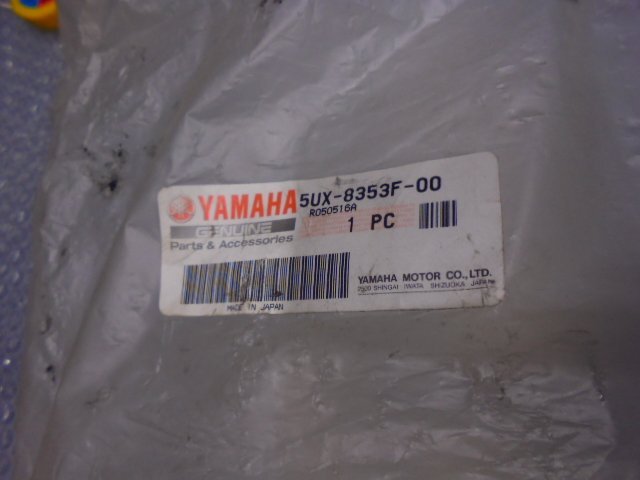 YAMAHA 5UX-8353F-00
R050516A
GENUINE
1 PC
Parts & Accessories
YAMAHA MOTOR CO., LTD.
2500 SHINGAI IWATA SHIZUOKA JAPAN
MADE IN JAPAN